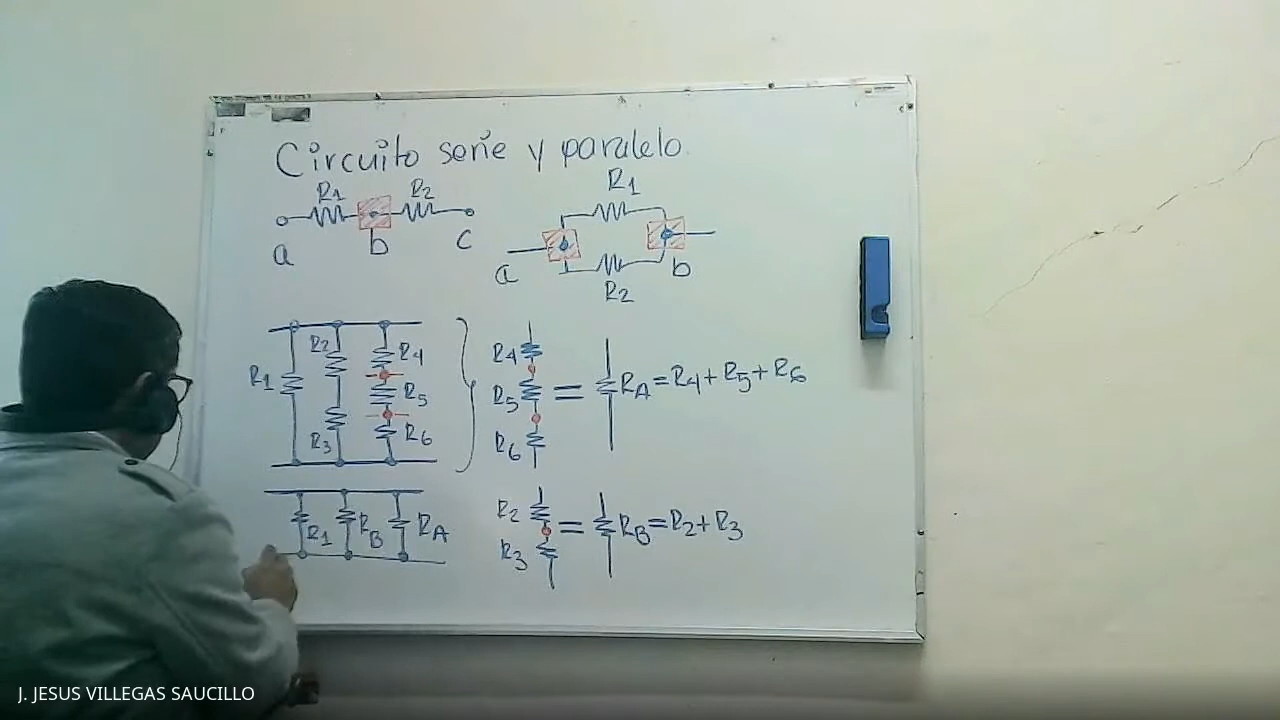 Circuito serie y paralelo.
R1 R2
a b c
R1
a b
R2
R1 R2 R4
R5
R3 R6
R4
R5 = RA=R4+R5+R6
R6
R1 RB RA
R2
= RB=R2+R3
R3
J. JESUS VILLEGAS SAUCILLO